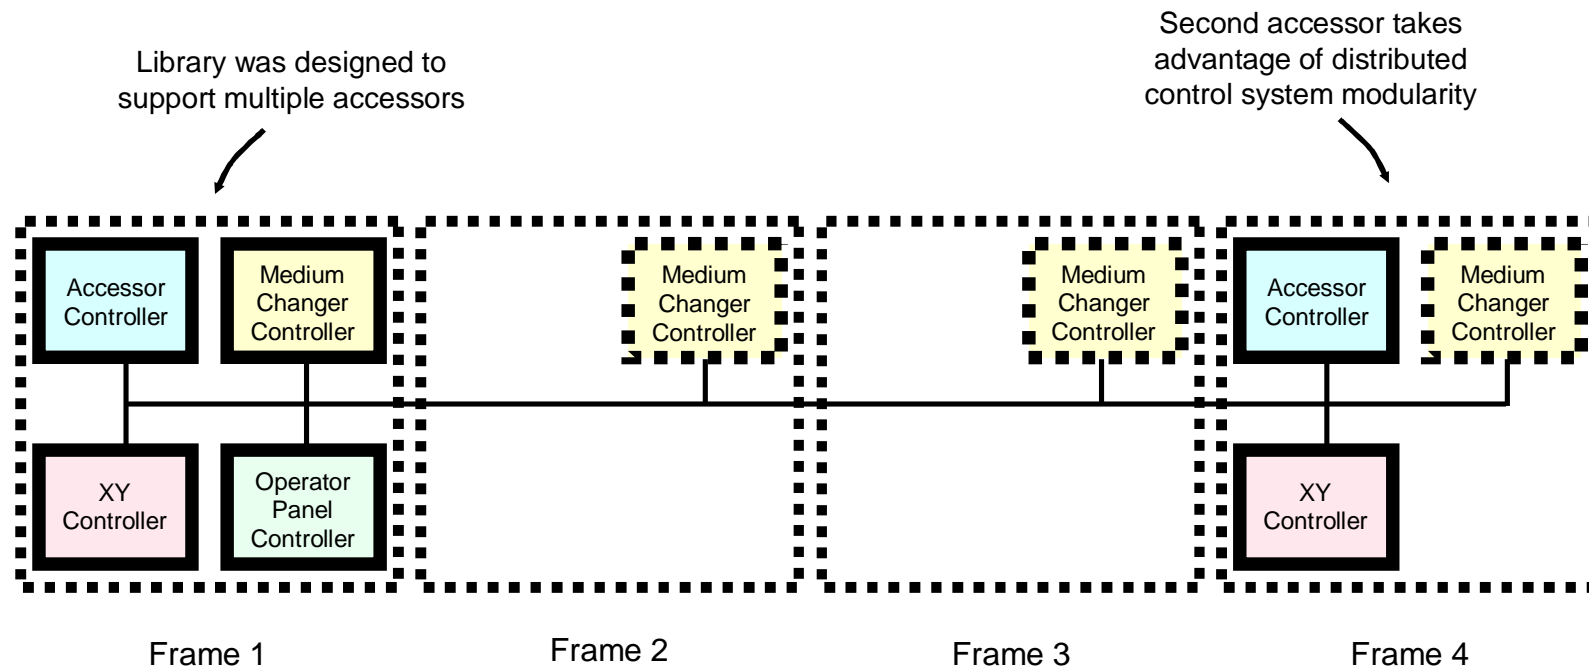 Library was designed to
support multiple accessors
Second accessor takes
advantage of distributed
control system modularity
Accessor
Controller
Medium
Changer
Controller
XY
Controller
Operator
Panel
Controller
Medium
Changer
Controller
Medium
Changer
Controller
Accessor
Controller
Medium
Changer
Controller
XY
Controller
Frame 1
Frame 2
Frame 3
Frame 4